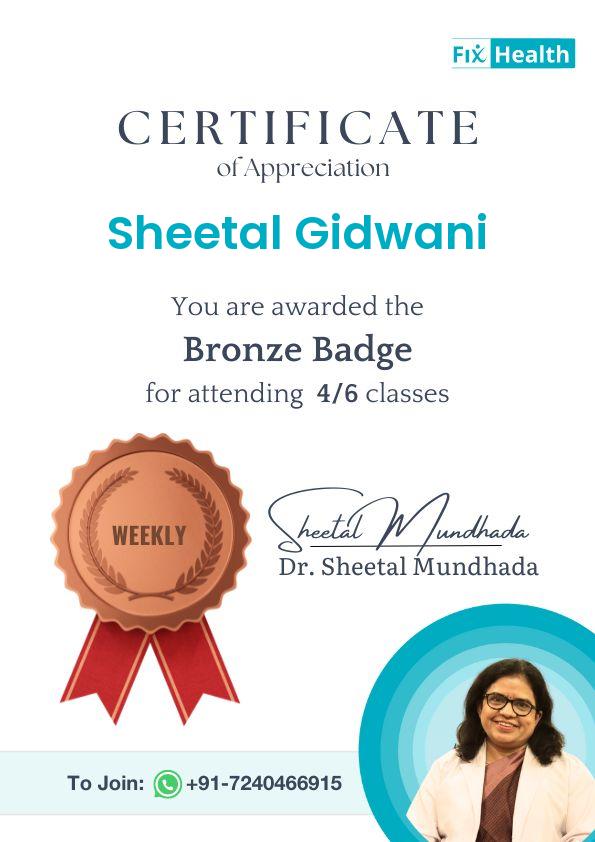 Fix Health
CERTIFICATE
of Appreciation
Sheetal Gidwani
You are awarded the
Bronze Badge
for attending 4/6 classes
WEEKLY
Sheetal Mundhada
Dr. Sheetal Mundhada
To Join: +91-7240466915